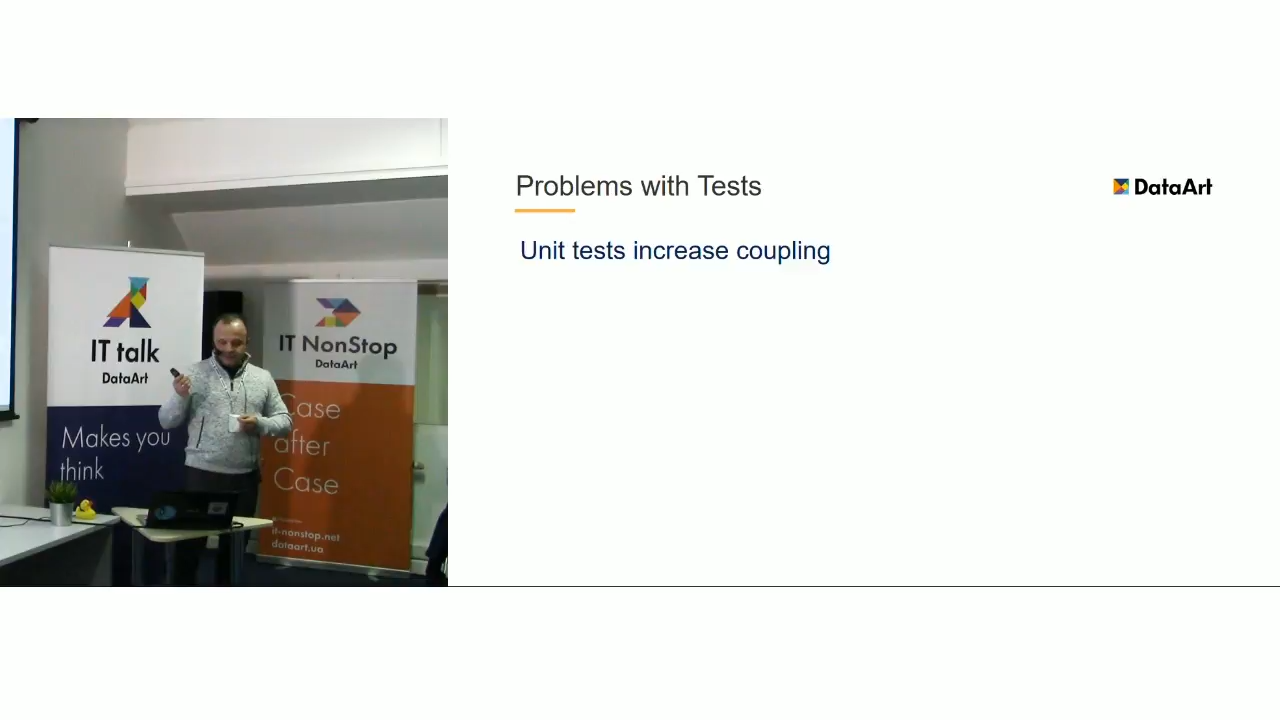 Problems with Tests
DataArt
Unit tests increase coupling
IT talk
DataArt
Makes you
think
IT NonStop
DataArt
Case
after
Case
it-nonstop.net
dataart.ua